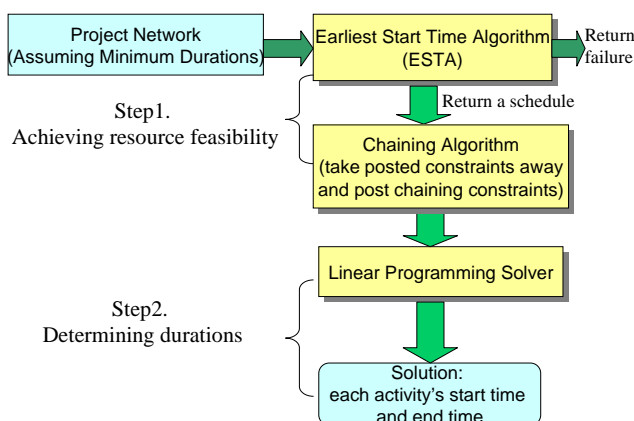 Project Network
(Assuming Minimum Durations)
Earliest Start Time Algorithm
(ESTA)
Return
failure
Step1.
Achieving resource feasibility
Return a schedule
Chaining Algorithm
(take posted constraints away
and post chaining constraints)
Linear Programming Solver
Step2.
Determining durations
Solution:
each activity's start time
and end time